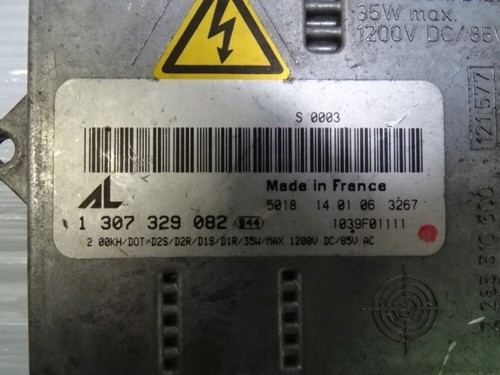 35W max.
1200V DC/85V
S 0003
121577
AL
Made in France
5018 14.01.06 3267
1 307 329 082 944
1039F01111
2.00KH/DOT/D2S/D2R/D1S/D1R/35W/MAX 1200V DC/85V AC